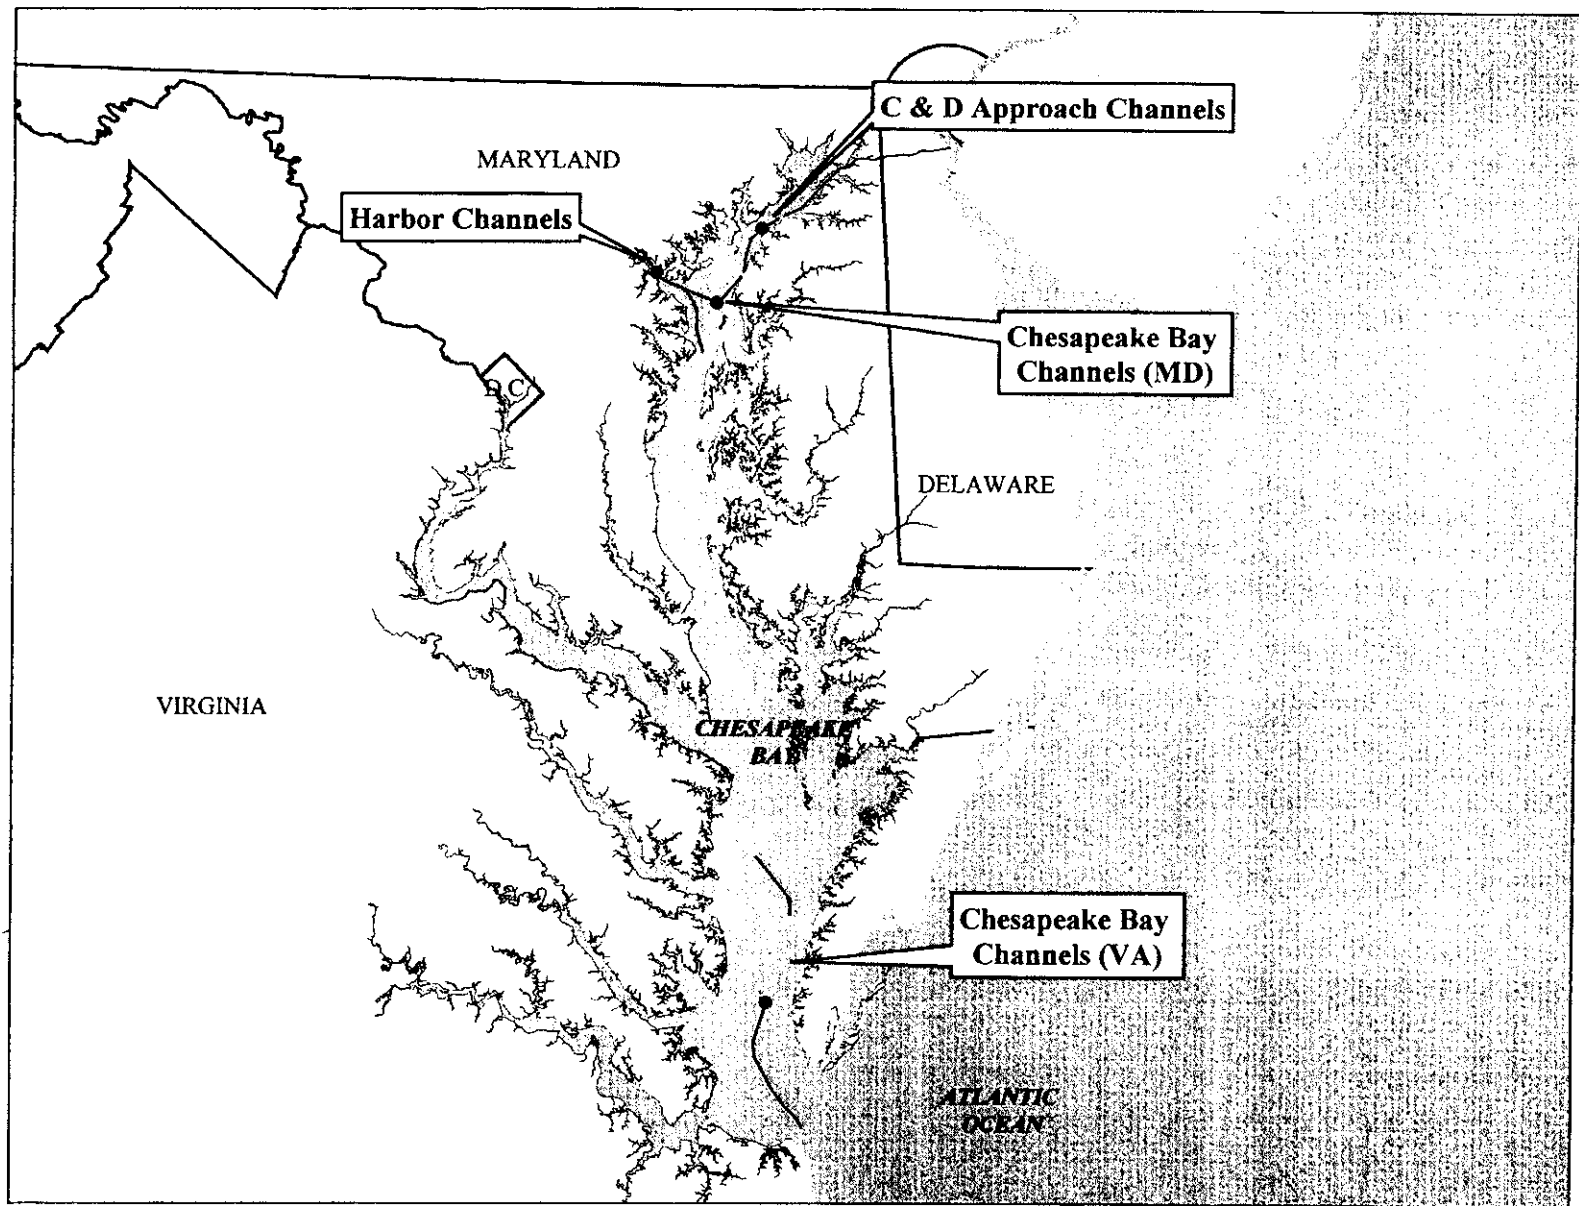 C & D Approach Channels
MARYLAND
Harbor Channels
Chesapeake Bay
Channels (MD)
D.C.
DELAWARE
VIRGINIA
CHESAPEAKE
BAY
Chesapeake Bay
Channels (VA)
ATLANTIC
OCEAN